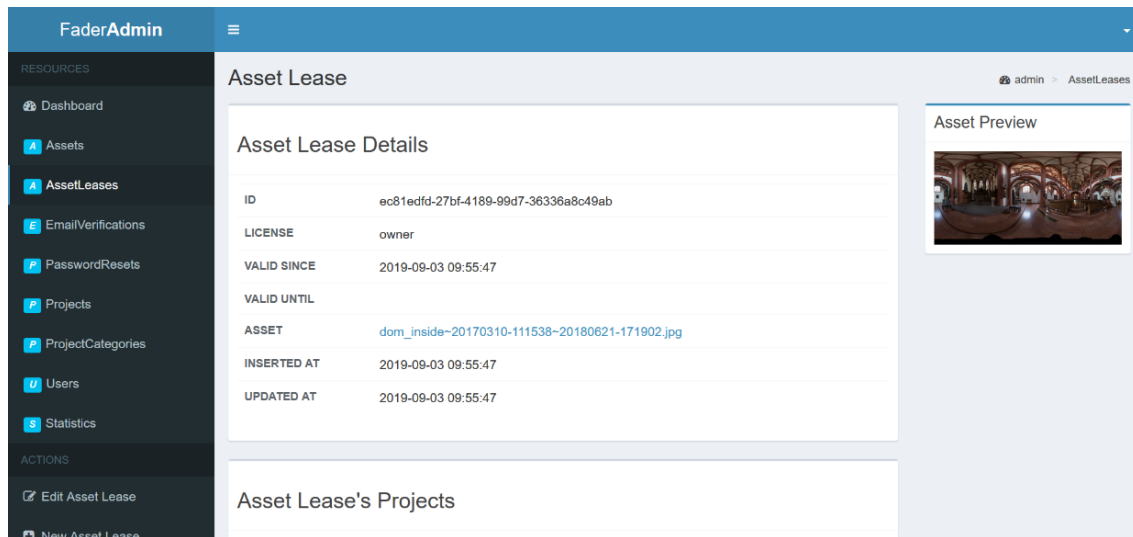 FaderAdmin
RESOURCES
Dashboard
A Assets
A AssetLeases
E EmailVerifications
P PasswordResets
P Projects
P ProjectCategories
U Users
S Statistics
ACTIONS
Edit Asset Lease
New Asset Lease
Asset Lease
admin > AssetLeases
Asset Lease Details
ID ec81edfd-27bf-4189-99d7-36336a8c49ab
LICENSE owner
VALID SINCE 2019-09-03 09:55:47
VALID UNTIL
ASSET dom_inside~20170310-111538~20180621-171902.jpg
INSERTED AT 2019-09-03 09:55:47
UPDATED AT 2019-09-03 09:55:47
Asset Lease's Projects
Asset Preview